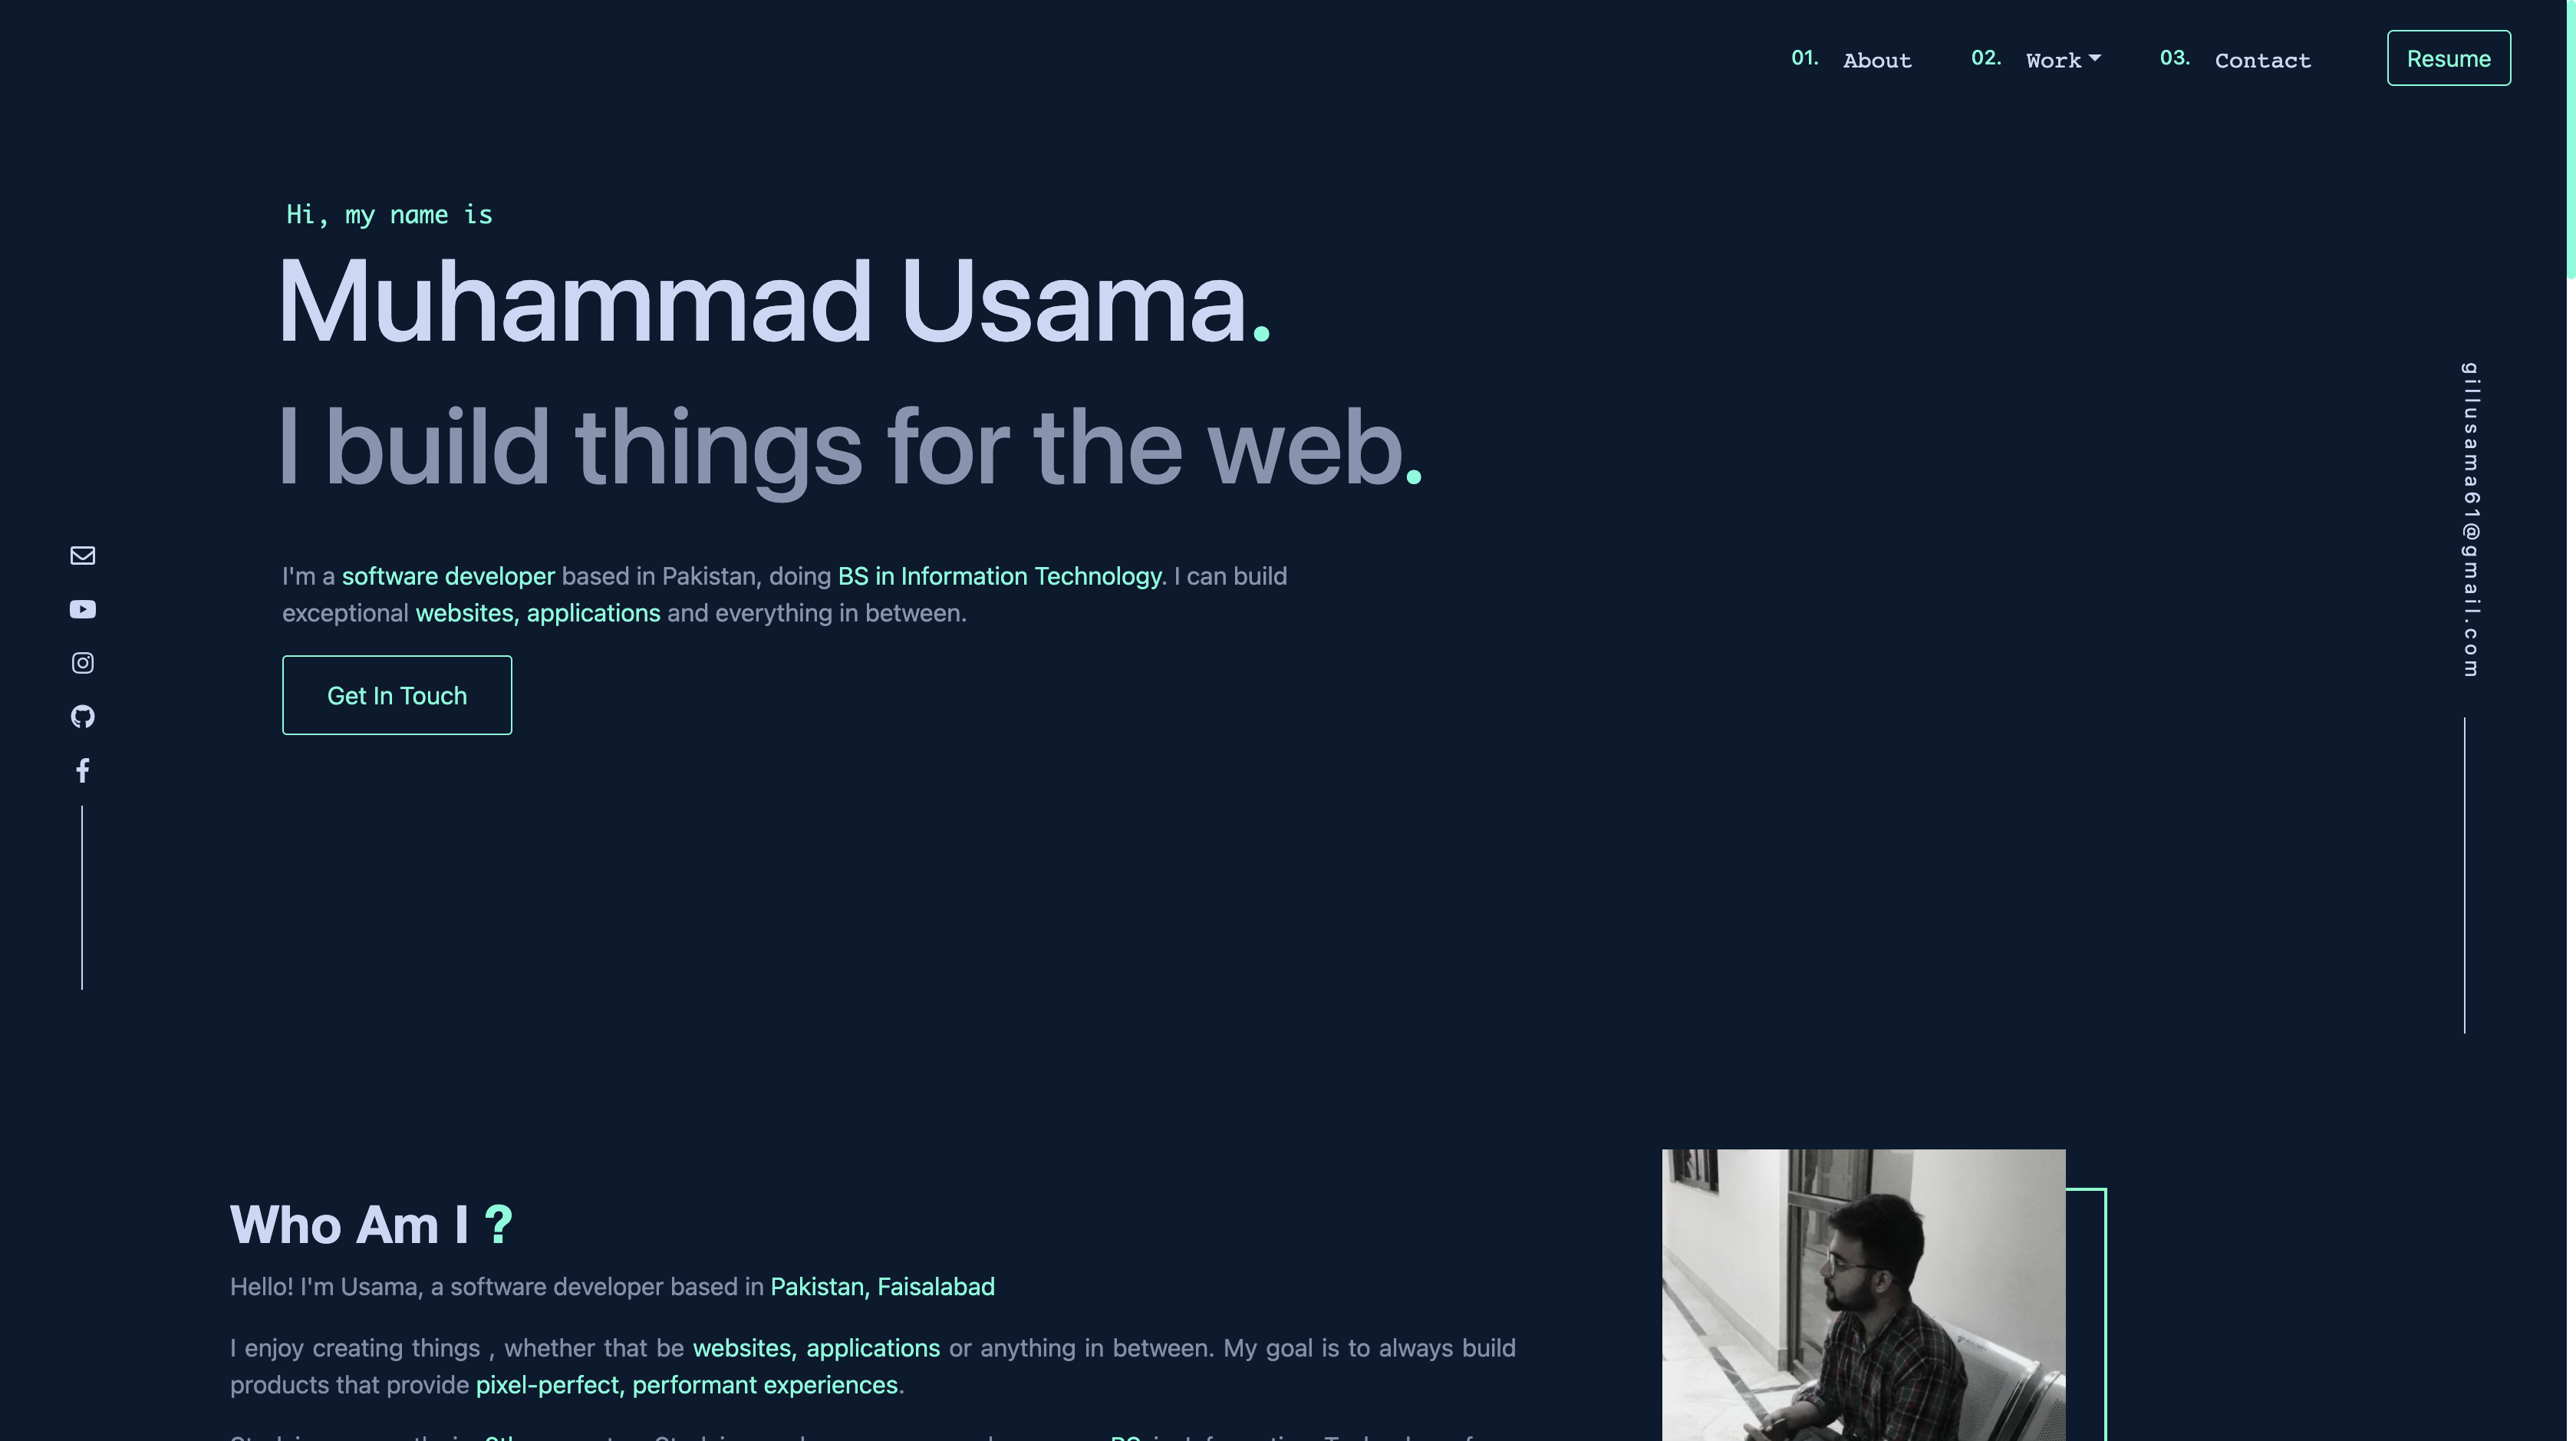 01. About 02. Work 03. Contact Resume
Hi, my name is
Muhammad Usama.
I build things for the web.
I'm a software developer based in Pakistan, doing BS in Information Technology. I can build
exceptional websites, applications and everything in between.
Get In Touch
gillusama61@gmail.com
Who Am I ?
Hello! I'm Usama, a software developer based in Pakistan, Faisalabad
I enjoy creating things , whether that be websites, applications or anything in between. My goal is to always build
products that provide pixel-perfect, performant experiences.